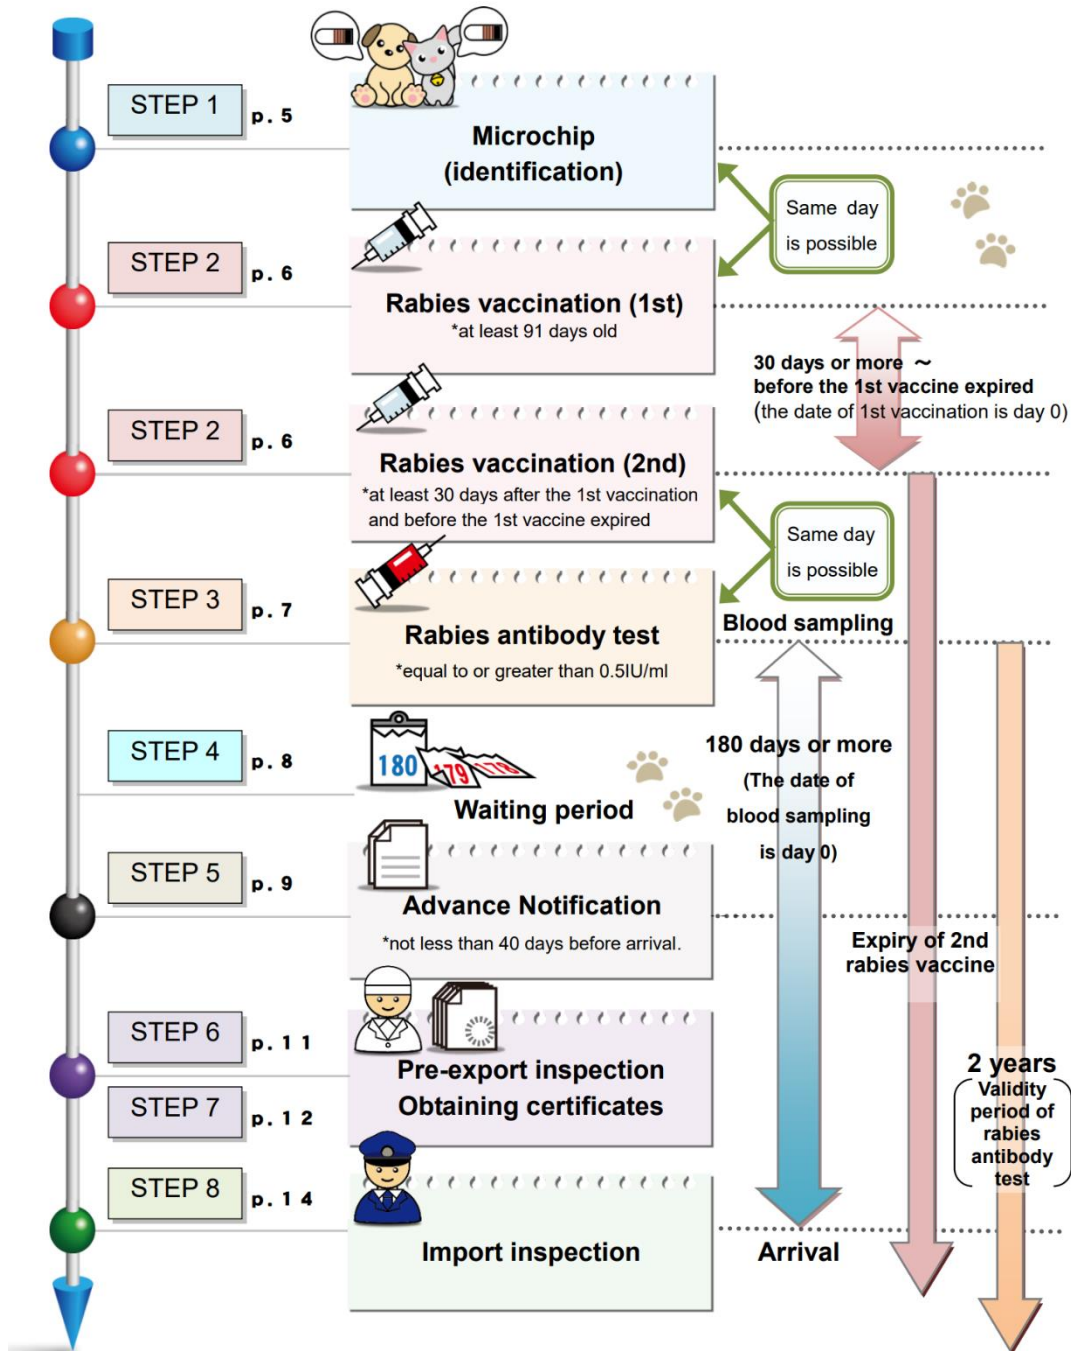 STEP 1
p. 5
Microchip
(identification)
Same day
is possible
STEP 2
p. 6
Rabies vaccination (1st)
*at least 91 days old
30 days or more ~
before the 1st vaccine expired
(the date of 1st vaccination is day 0)
STEP 2
p. 6
Rabies vaccination (2nd)
*at least 30 days after the 1st vaccination
and before the 1st vaccine expired
Same day
is possible
STEP 3
p. 7
Rabies antibody test
*equal to or greater than 0.5IU/ml
Blood sampling
STEP 4
p. 8
180
179
178
Waiting period
180 days or more
(The date of
blood sampling
is day 0)
STEP 5
p. 9
Advance Notification
*not less than 40 days before arrival.
Expiry of 2nd
rabies vaccine
STEP 6
p. 11
Pre-export inspection
Obtaining certificates
STEP 7
p. 12
2 years
Validity
period of
rabies
antibody
test
STEP 8
p. 14
Import inspection
Arrival